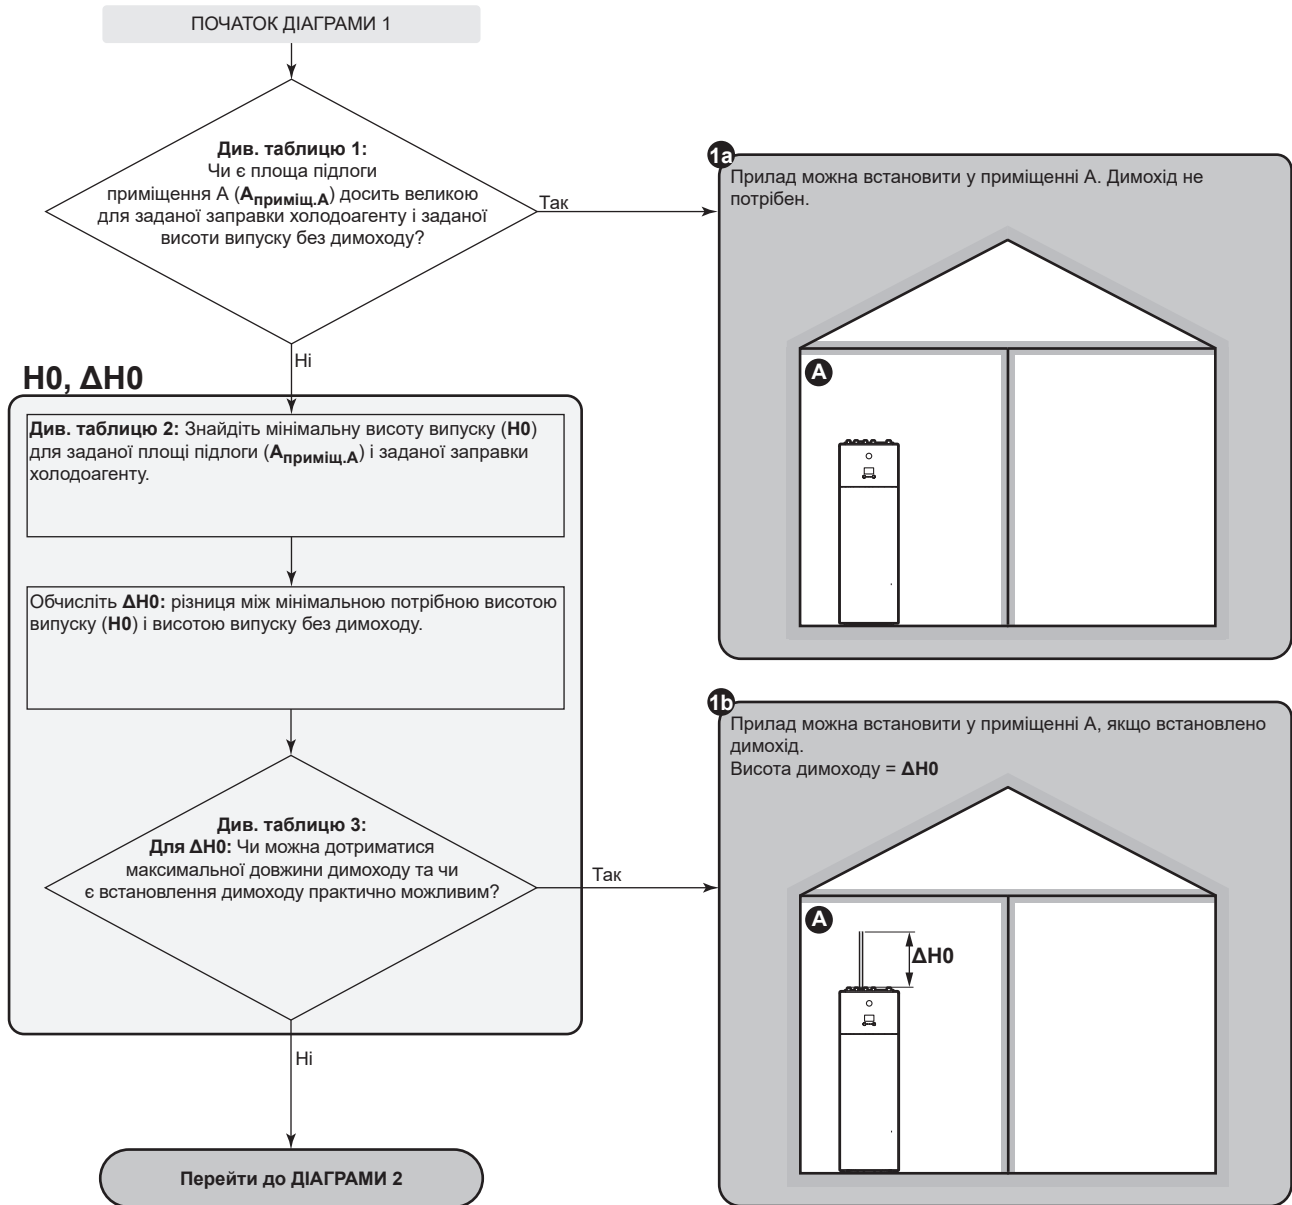 ПОЧАТОК ДІАГРАМИ 1
Див. таблицю 1:
Чи є площа підлоги
приміщення A (Aприміщ.A) досить великою
для заданої заправки холодоагенту і заданої
висоти випуску без димоходу?
Так
1a
Прилад можна встановити у приміщенні A. Димохід не
потрібен.
A
Ні
H0, ΔH0
Див. таблицю 2: Знайдіть мінімальну висоту випуску (H0)
для заданої площі підлоги (Aприміщ.A) і заданої заправки
холодоагенту.
Обчисліть ΔH0: різниця між мінімальною потрібною висотою
випуску (H0) і висотою випуску без димоходу.
Див. таблицю 3:
Для ΔH0: Чи можна дотриматися
максимальної довжини димоходу та чи
є встановлення димоходу практично можливим?
Так
1b
Прилад можна встановити у приміщенні A, якщо встановлено
димохід.
Висота димоходу = ΔH0
A
ΔH0
Ні
Перейти до ДІАГРАМИ 2